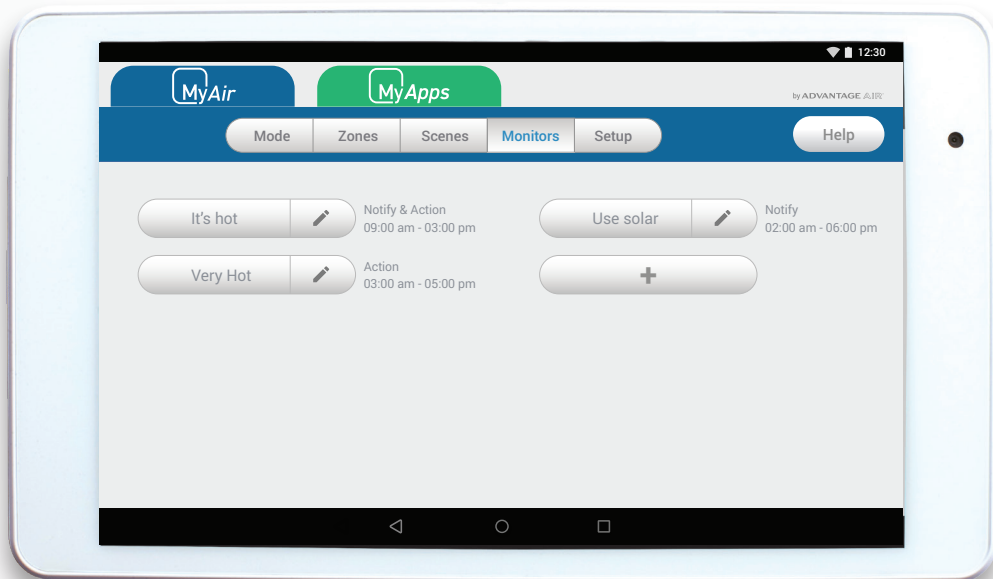 12:30
MyAir
MyApps
by ADVANTAGE AIR
Mode
Zones
Scenes
Monitors
Setup
Help
It's hot
Notify & Action
09:00 am - 03:00 pm
Use solar
Notify
02:00 am - 06:00 pm
Very Hot
Action
03:00 am - 05:00 pm